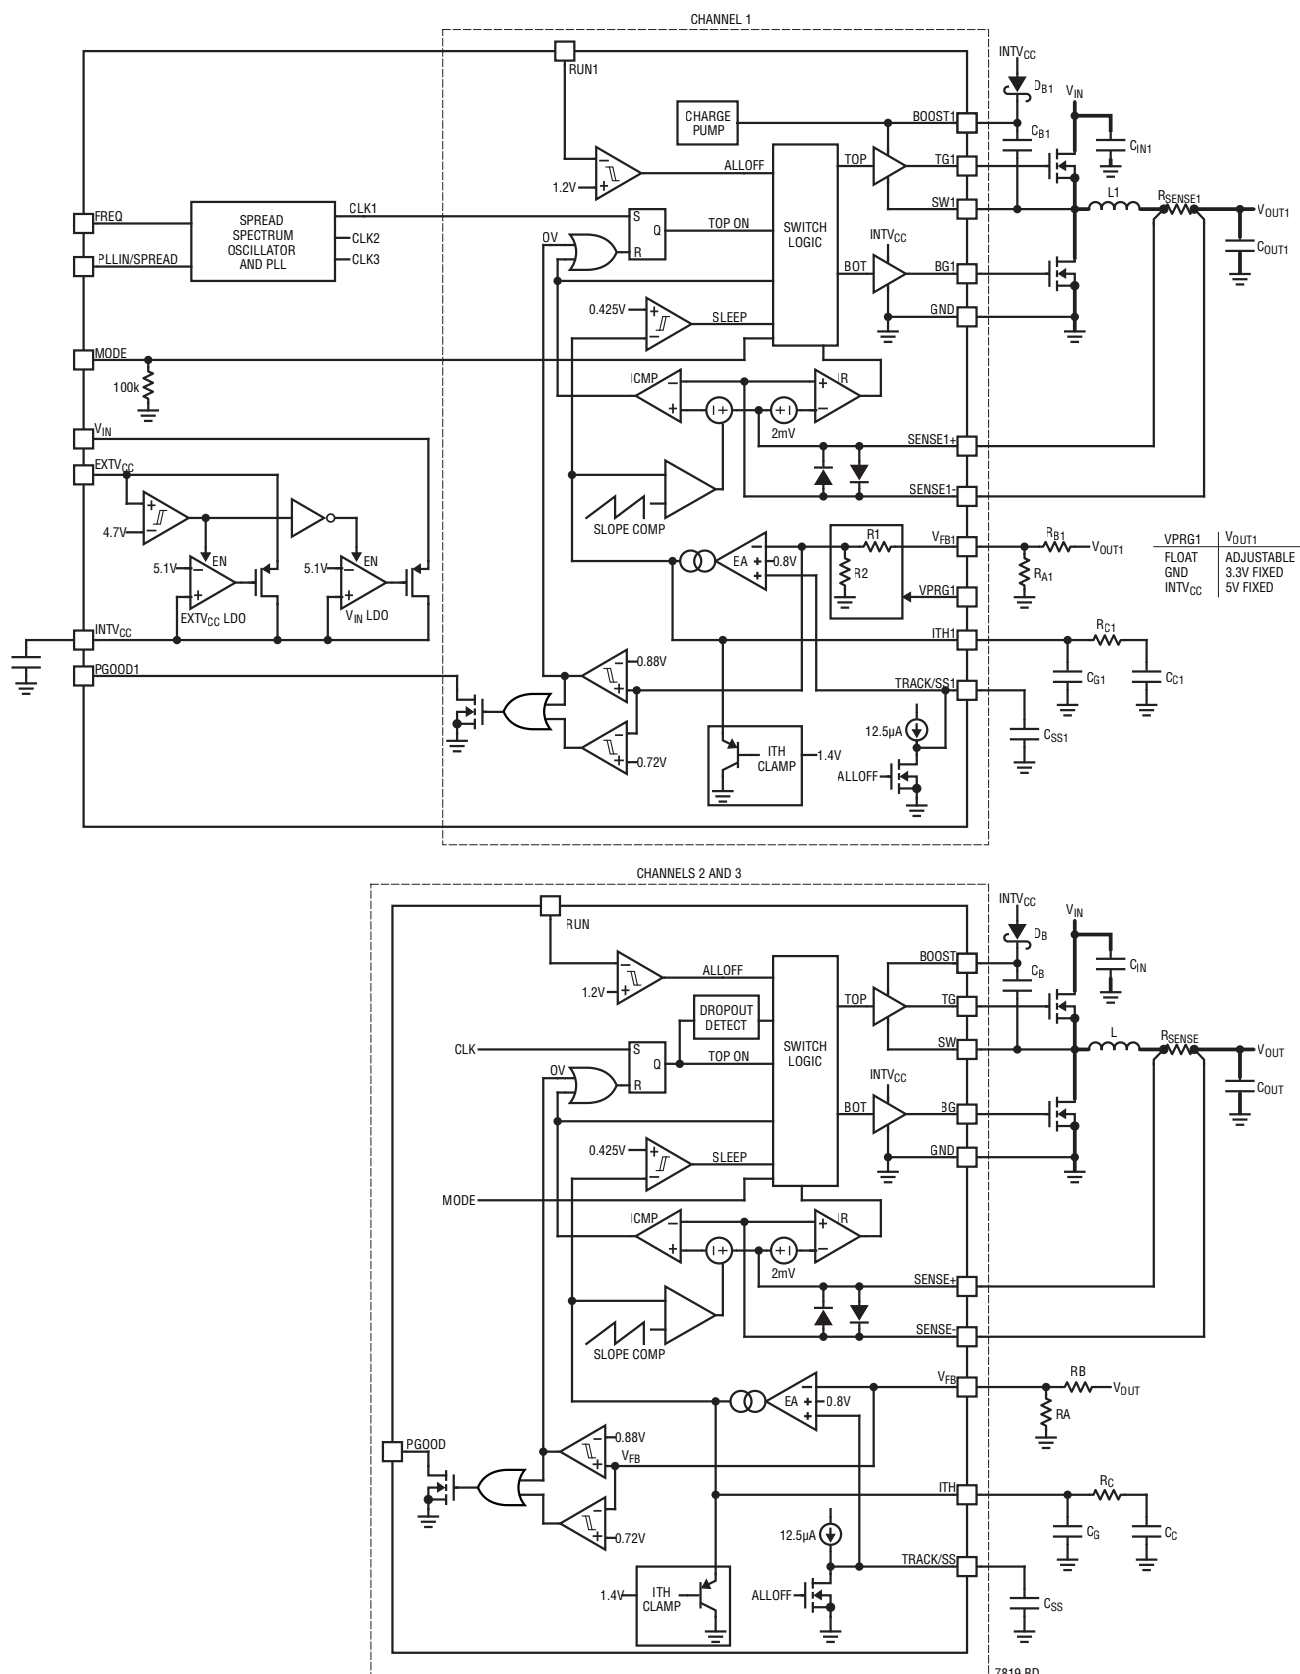 CHANNEL 1
RUN1
INTVCC
DB1
VIN
CHARGE
PUMP
BOOST1
CB1
CIN1
1.2V
ALLOFF
TOP
TG1
SW1
L1
RSENSE1
VOUT1
COUT1
FREQ
PLLIN/SPREAD
SPREAD
SPECTRUM
OSCILLATOR
AND PLL
CLK1
CLK2
CLK3
S
Q
R
OV
TOP ON
SWITCH
LOGIC
INTVCC
BOT
BG1
GND
0.425V
SLEEP
MODE
100k
ICMP
IR
2mV
SENSE1+
SENSE1-
SLOPE COMP
VIN
EXTVCC
4.7V
5.1V
EN
EXTVCC LDO
5.1V
EN
VIN LDO
INTVCC
PGOOD1
EA
0.8V
R1
R2
VFB1
VPRG1
RB1
VOUT1
RA1
VPRG1 VOUT1
FLOAT ADJUSTABLE
GND 3.3V FIXED
INTVCC 5V FIXED
ITH1
RC1
CG1
CC1
0.88V
0.72V
TRACK/SS1
CSS1
ITH
CLAMP
1.4V
12.5µA
ALLOFF
CHANNELS 2 AND 3
RUN
INTVCC
DB
VIN
BOOST
CB
CIN
1.2V
ALLOFF
DROPOUT
DETECT
TOP
TG
SW
L
RSENSE
VOUT
COUT
CLK
S
Q
R
OV
TOP ON
SWITCH
LOGIC
INTVCC
BOT
BG
GND
0.425V
SLEEP
MODE
ICMP
IR
2mV
SENSE+
SENSE-
SLOPE COMP
EA
0.8V
VFB
RB
VOUT
RA
PGOOD
0.88V
VFB
0.72V
ITH
RC
CG
CC
12.5µA
TRACK/SS
CSS
1.4V
ITH
CLAMP
ALLOFF
7819 BD